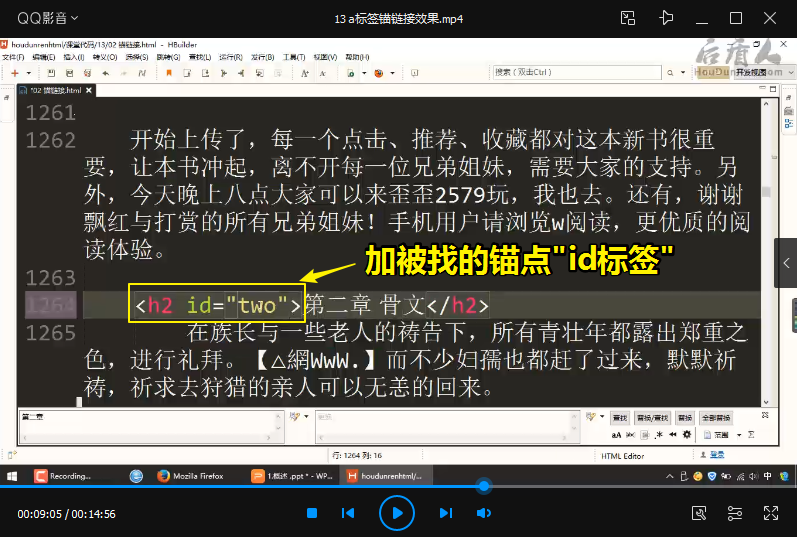 QQ影音
13 a标签锚链接效果.mp4
houdunrenhtml/课堂代码/13/02 锚链接.html - HBuilder
后盾人
文件(F) 编辑(E) 插入(I) 转义(O) 选择(S) 跳转(G) 查找(L) 运行(R) 发行(B) 工具(T) 视图(V) 帮助(H)
搜索（双击Ctrl）
开发视图
*02 锚链接.html
1261
1262 开始上传了，每一个点击、推荐、收藏都对这本新书很重
要，让本书冲起，离不开每一位兄弟姐妹，需要大家的支持。另
外，今天晚上八点大家可以来歪歪2579玩，我也去。还有，谢谢
飘红与打赏的所有兄弟姐妹！手机用户请浏览w阅读，更优质的阅
读体验。
加被找的锚点"id标签"
1263
1264 <h2 id="two">第二章 骨文</h2>
1265 在族长与一些老人的祷告下，所有青壮年都露出郑重之
色，进行礼拜。【△網WwW.】而不少妇孺也都赶了过来，默默祈
祷，祈求去狩猎的亲人可以无恙的回来。
第二章
替换
查找 替换/查找 替换 全部替换
范围
行: 1264 列: 16
HTML Editor
登录
Recording...
Mozilla Firefox
1.概述 .ppt * - WP...
houdunrenhtml/...
中
00:09:05 / 00:14:56